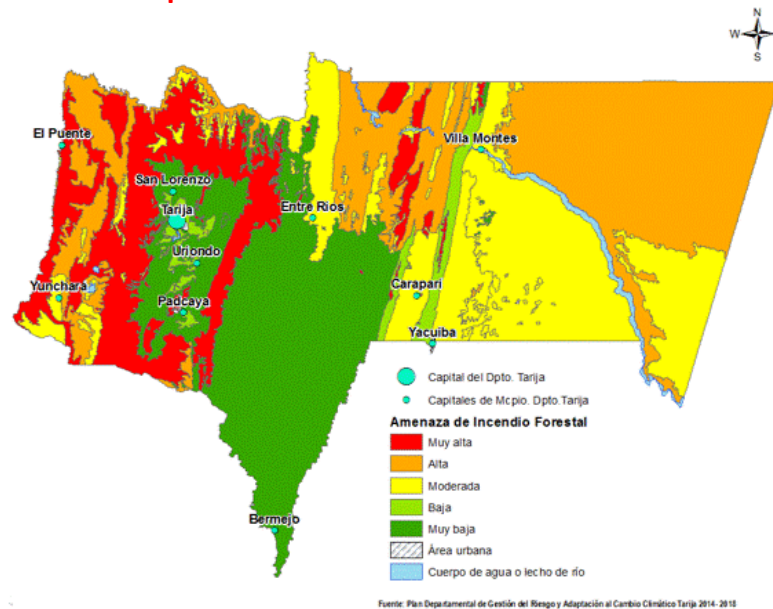 N
W
E
S
El Puente
Villa Montes
San Lorenzo
Tarija
Entre Rios
Uriondo
Yunchara
Carapari
Padcaya
Yacuiba
Bermejo
Capital del Dpto. Tarija
Capitales de Mcpio. Dpto.Tarija
Amenaza de Incendio Forestal
Muy alta
Alta
Moderada
Baja
Muy baja
Área urbana
Cuerpo de agua o lecho de río
Fuente: Plan Departamental de Gestión del Riesgo y Adaptación al Cambio Climático Tarija 2014- 2018